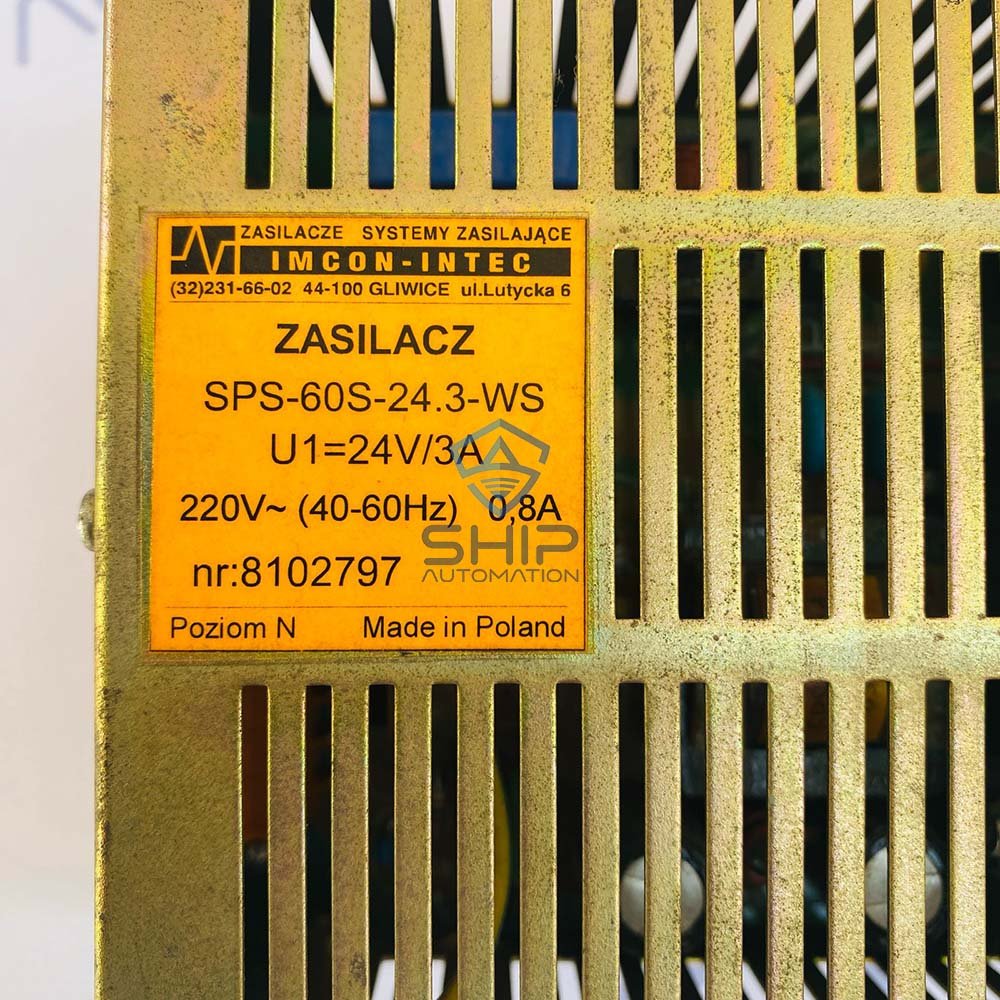 ZASILACZE SYSTEMY ZASILAJĄCE
IMCON-INTEC
(32)231-66-02 44-100 GLIWICE ul.Lutycka 6
ZASILACZ
SPS-60S-24.3-WS
U1=24V/3A
220V~ (40-60Hz) 0,8A
SHIP
AUTOMATION
nr:8102797
Poziom N Made in Poland